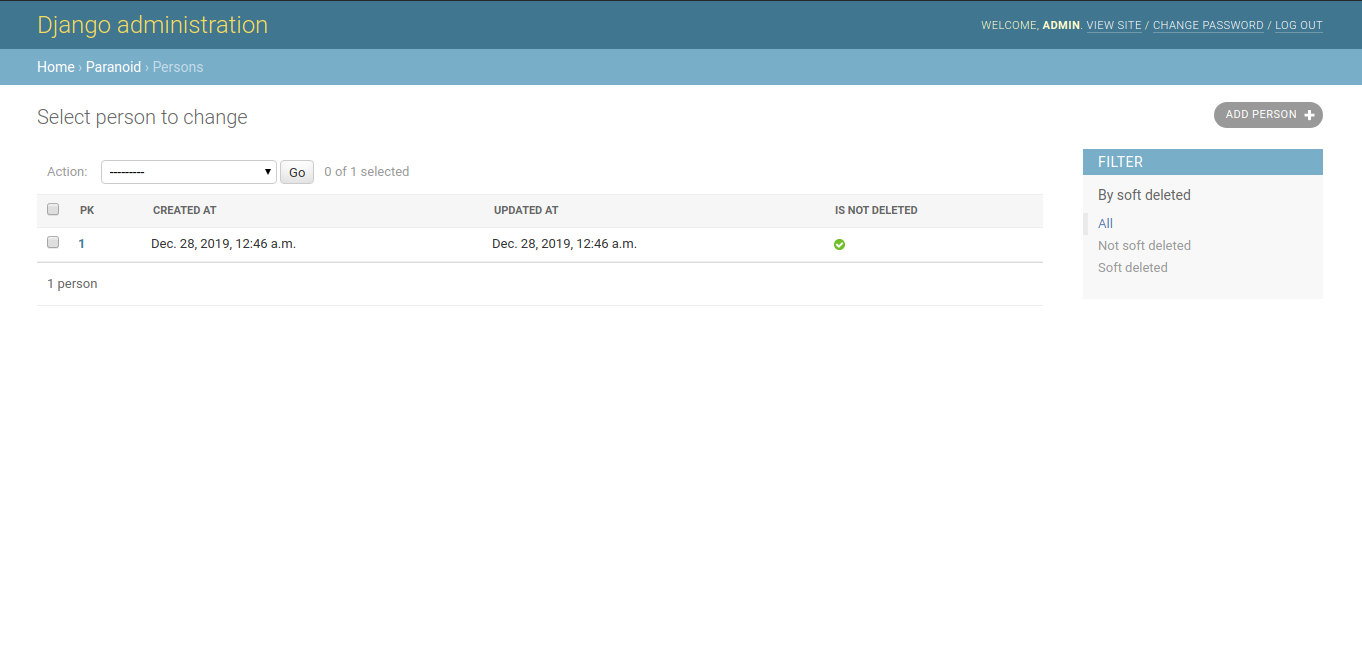 Django administration
WELCOME, ADMIN. VIEW SITE / CHANGE PASSWORD / LOG OUT
Home › Paranoid › Persons
Select person to change
ADD PERSON +
Action: --------- Go 0 of 1 selected
PK CREATED AT UPDATED AT IS NOT DELETED
1 Dec. 28, 2019, 12:46 a.m. Dec. 28, 2019, 12:46 a.m.
1 person
FILTER
By soft deleted
All
Not soft deleted
Soft deleted